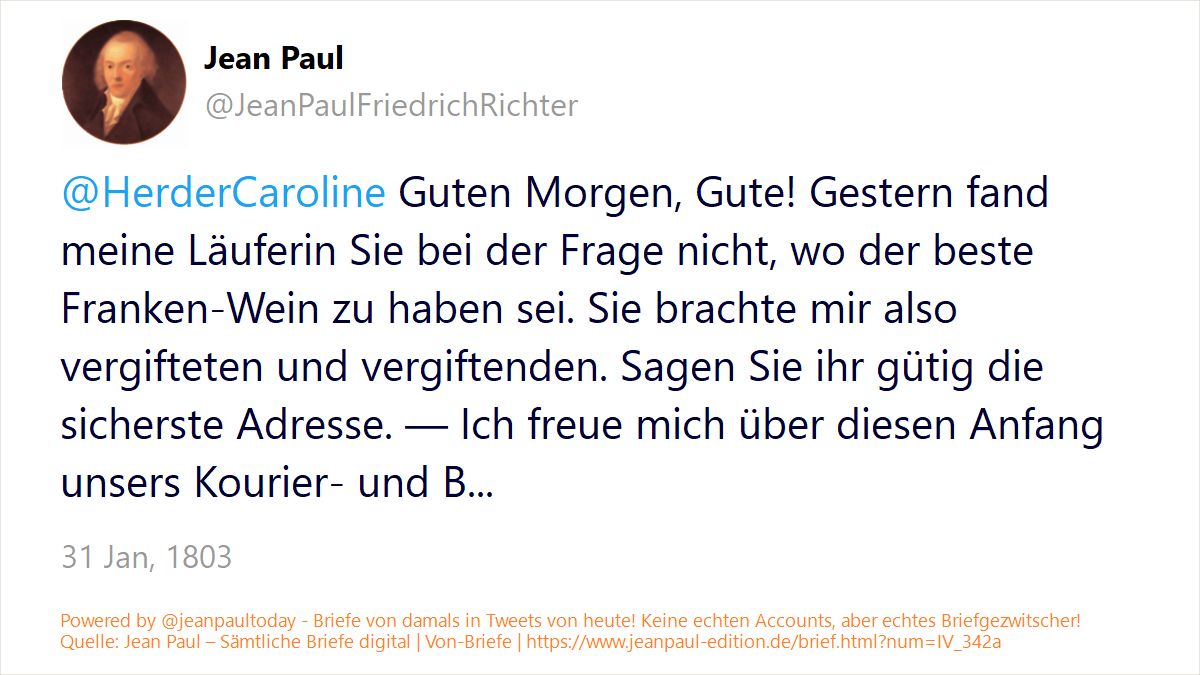 Jean Paul
@JeanPaulFriedrichRichter
@HerderCaroline Guten Morgen, Gute! Gestern fand
meine Läuferin Sie bei der Frage nicht, wo der beste
Franken-Wein zu haben sei. Sie brachte mir also
vergifteten und vergiftenden. Sagen Sie ihr gütig die
sicherste Adresse. — Ich freue mich über diesen Anfang
unsers Kourier- und B...
31 Jan, 1803
Powered by @jeanpaultoday - Briefe von damals in Tweets von heute! Keine echten Accounts, aber echtes Briefgezwitscher!
Quelle: Jean Paul – Sämtliche Briefe digital | Von-Briefe | https://www.jeanpaul-edition.de/brief.html?num=IV_342a